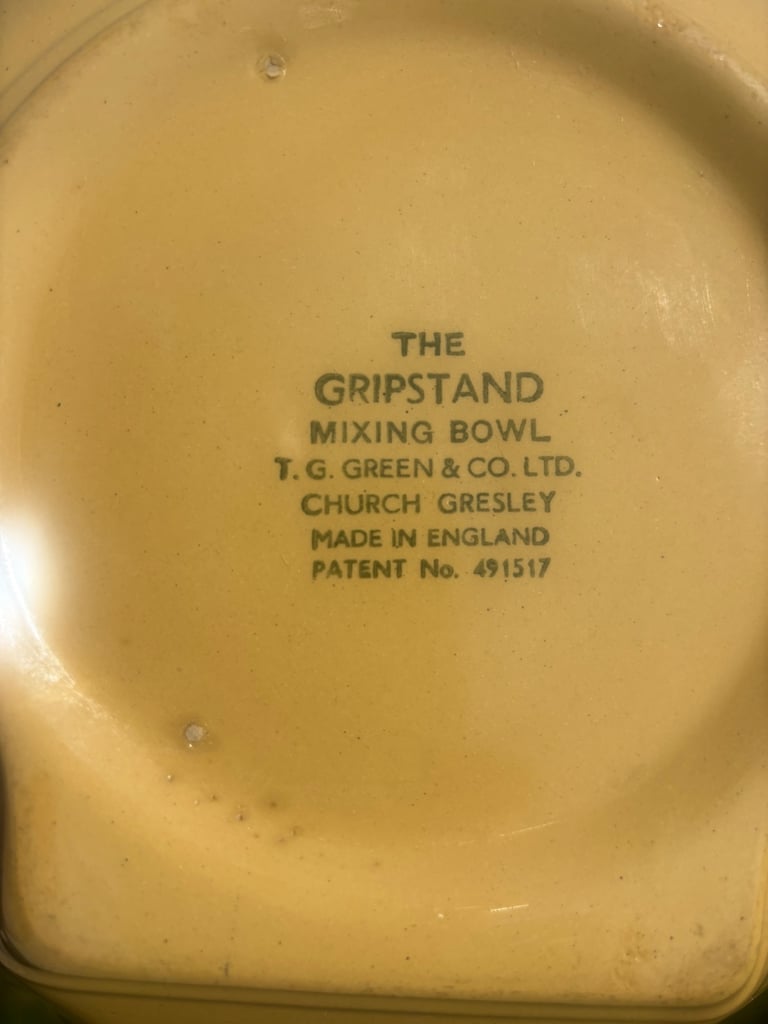 THE
GRIPSTAND
MIXING BOWL
T. G. GREEN & CO. LTD.
CHURCH GRESLEY
MADE IN ENGLAND
PATENT No. 491517